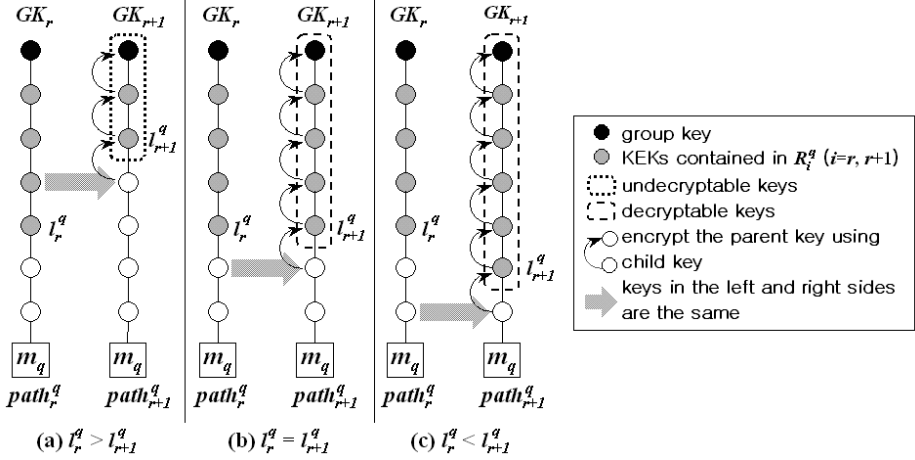 GK_r GK_{r+1} GK_r GK_{r+1} GK_r GK_{r+1}
l^q_{r+1}
l^q_r
l^q_r l^q_{r+1}
l^q_r
l^q_{r+1}
m_q m_q m_q m_q m_q m_q
path^q_r path^q_{r+1} path^q_r path^q_{r+1} path^q_r path^q_{r+1}
(a) l^q_r > l^q_{r+1} (b) l^q_r = l^q_{r+1} (c) l^q_r < l^q_{r+1}
group key
KEKs contained in R^q_i (i=r, r+1)
undecryptable keys
decryptable keys
encrypt the parent key using
child key
keys in the left and right sides
are the same